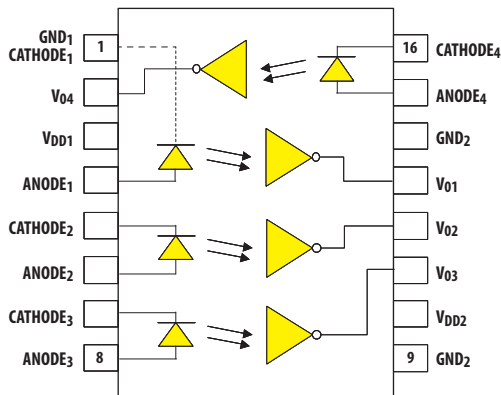 GND1
CATHODE1
1
16
CATHODE4
V04
ANODE4
VDD1
GND2
ANODE1
V01
CATHODE2
V02
ANODE2
V03
CATHODE3
VDD2
ANODE3
8
9
GND2